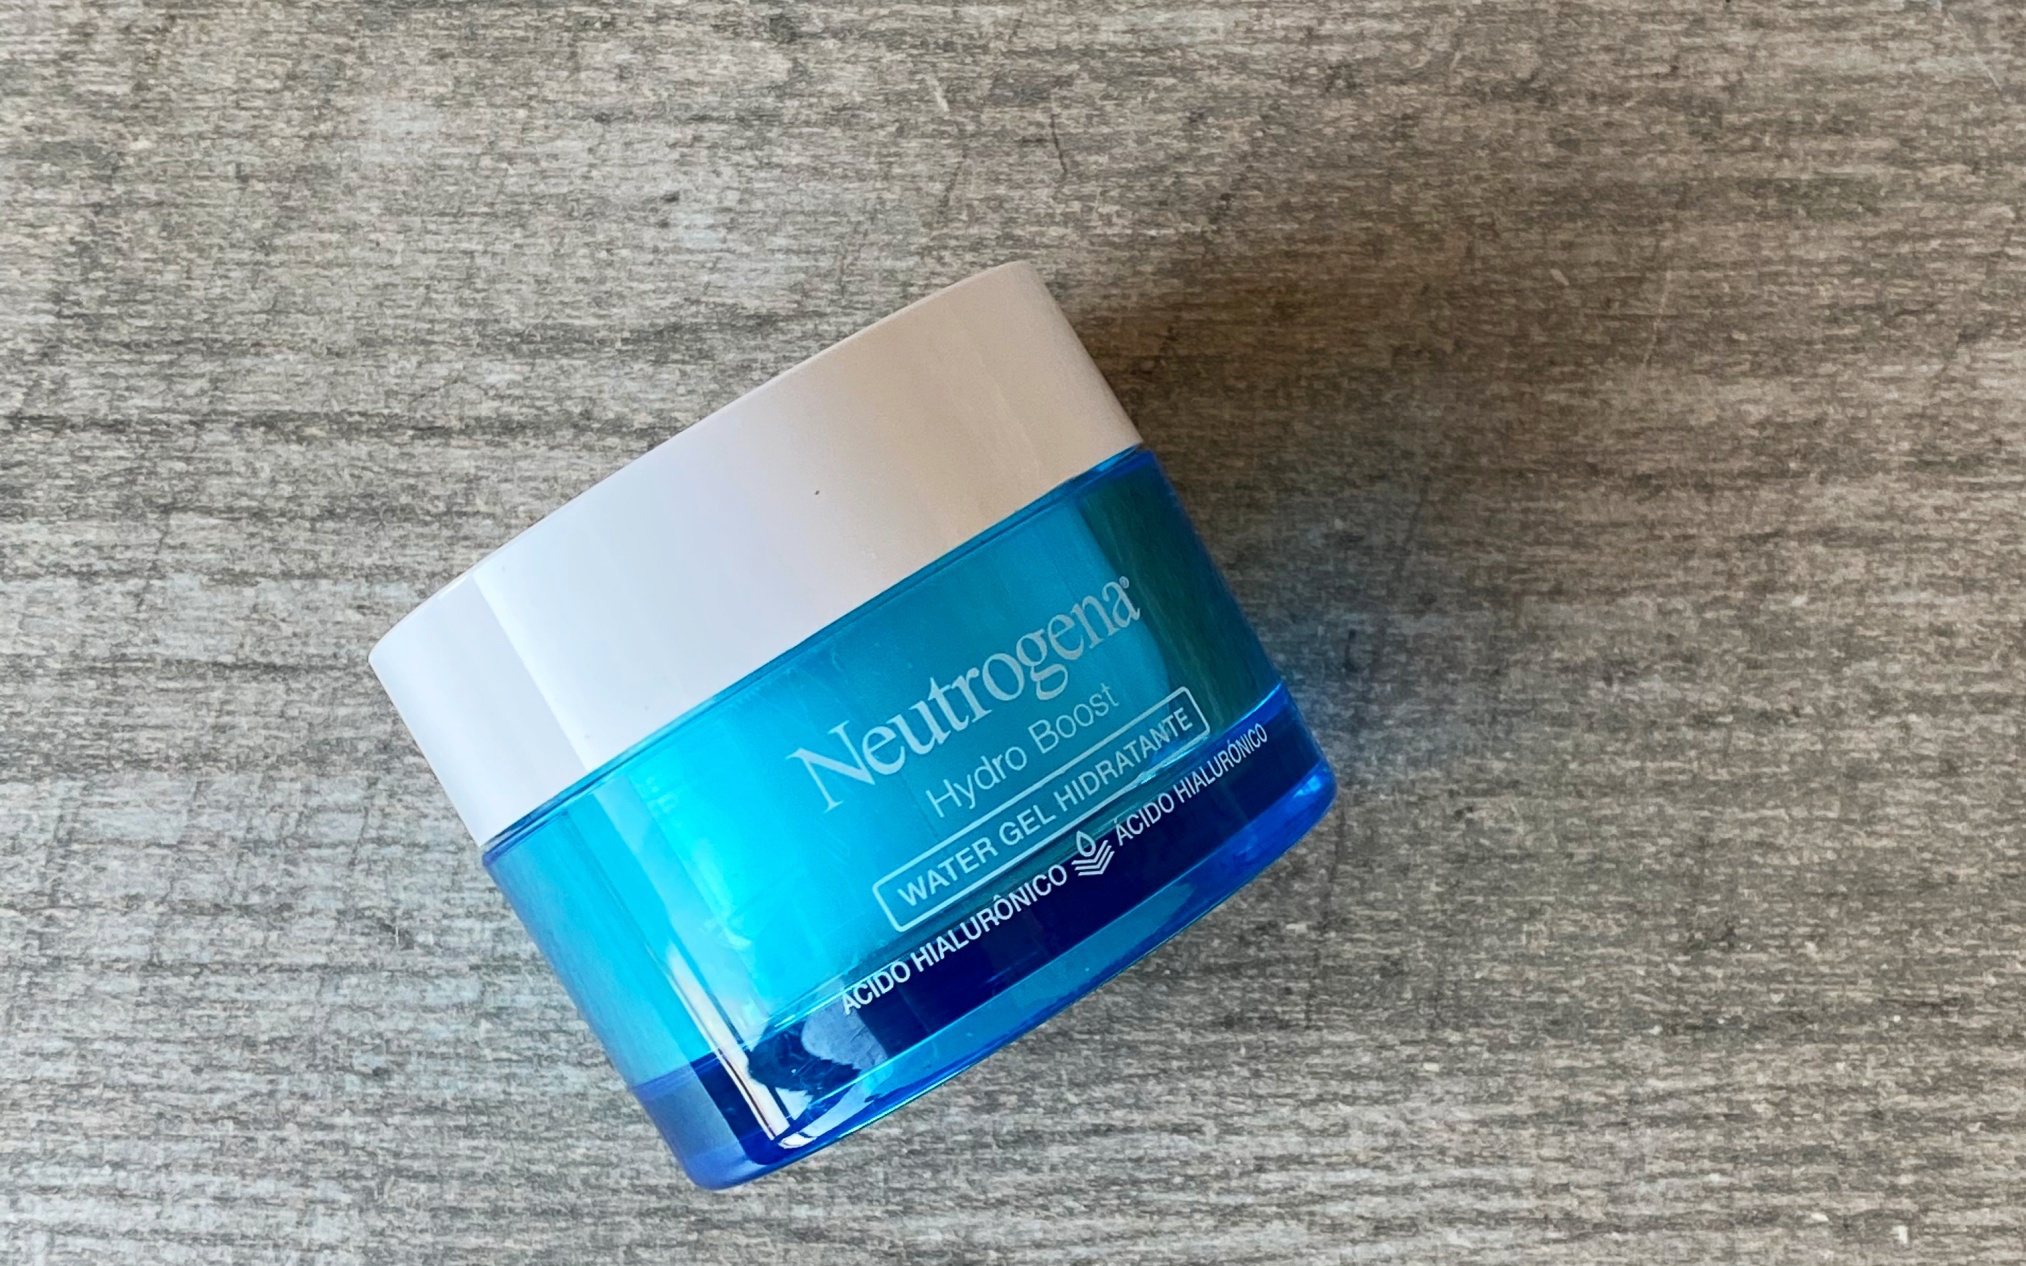 Neutrogena®
Hydro Boost
WATER GEL HIDRATANTE
ÁCIDO HIALURÔNICO ÁCIDO HIALURÔNICO